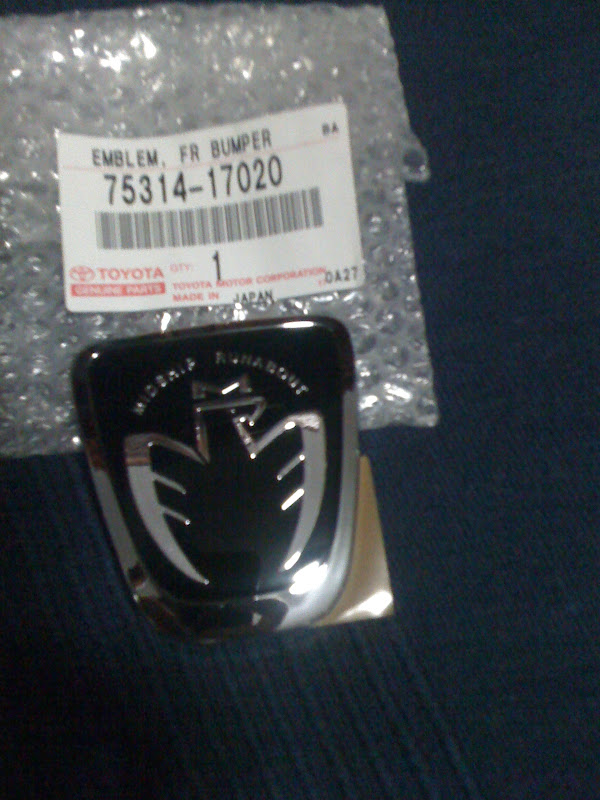 BA
EMBLEM, FR BUMPER
75314-17020
TOYOTA
QTY: 1
GENUINE PARTS
TOYOTA MOTOR CORPORATION
MADE IN JAPAN
0A27
MIDSHIP RUNABOUT
MR